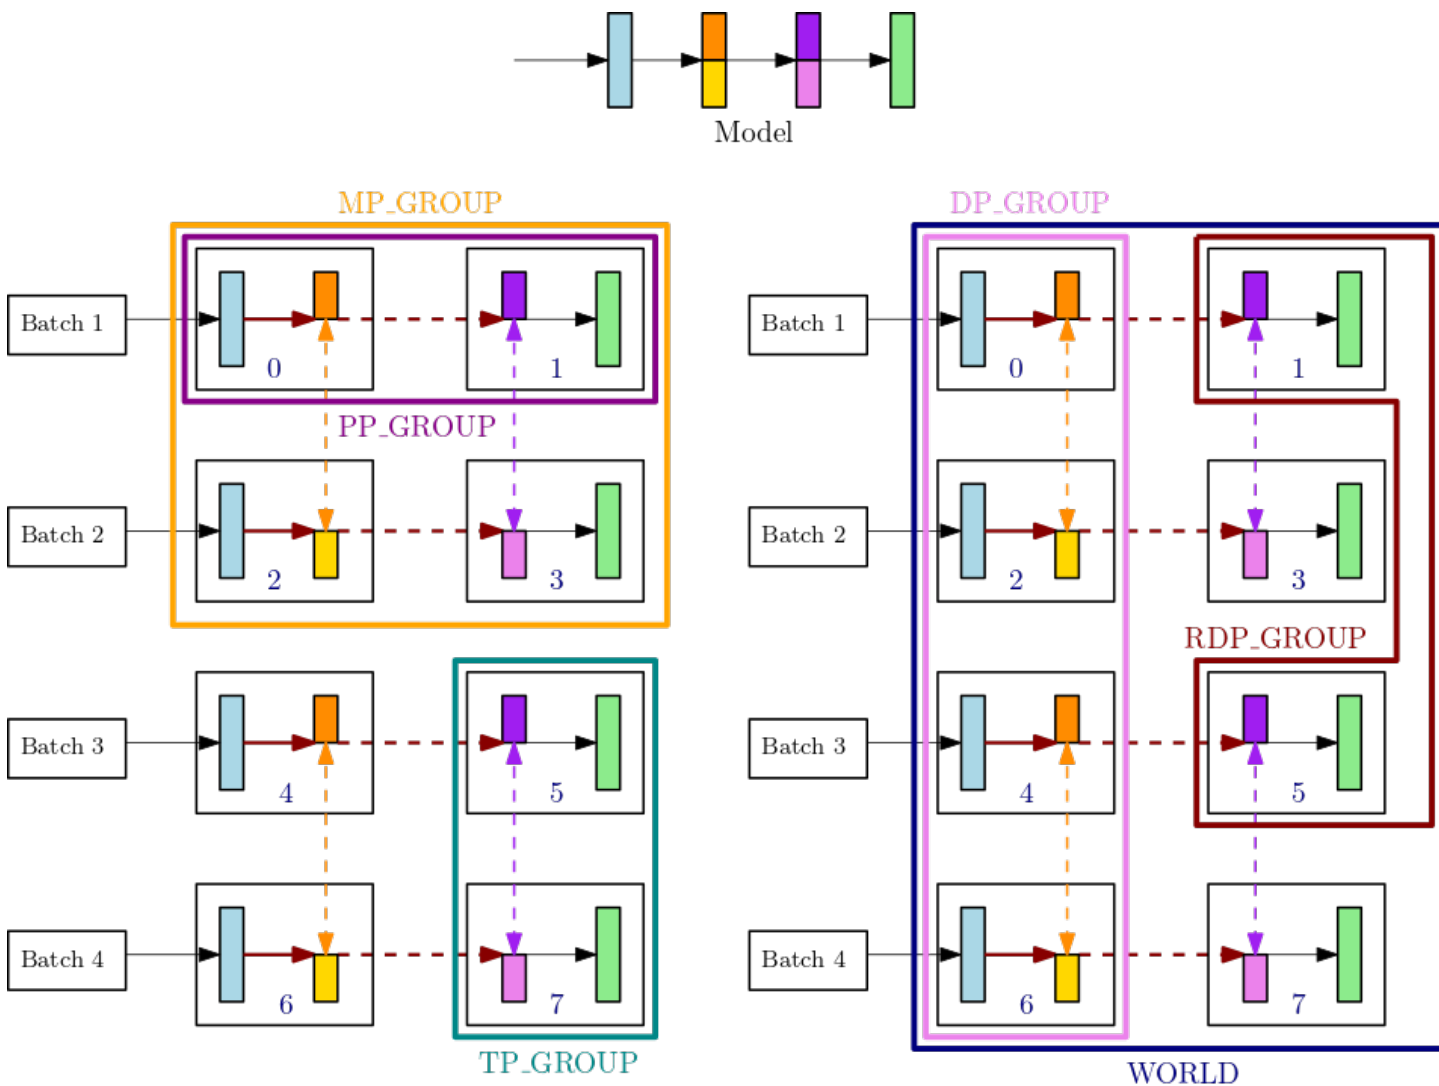 Model
MP_GROUP
DP_GROUP
Batch 1
0
1
Batch 1
0
1
PP_GROUP
Batch 2
2
3
Batch 2
2
3
RDP_GROUP
Batch 3
4
5
Batch 3
4
5
Batch 4
6
7
Batch 4
6
7
TP_GROUP
WORLD